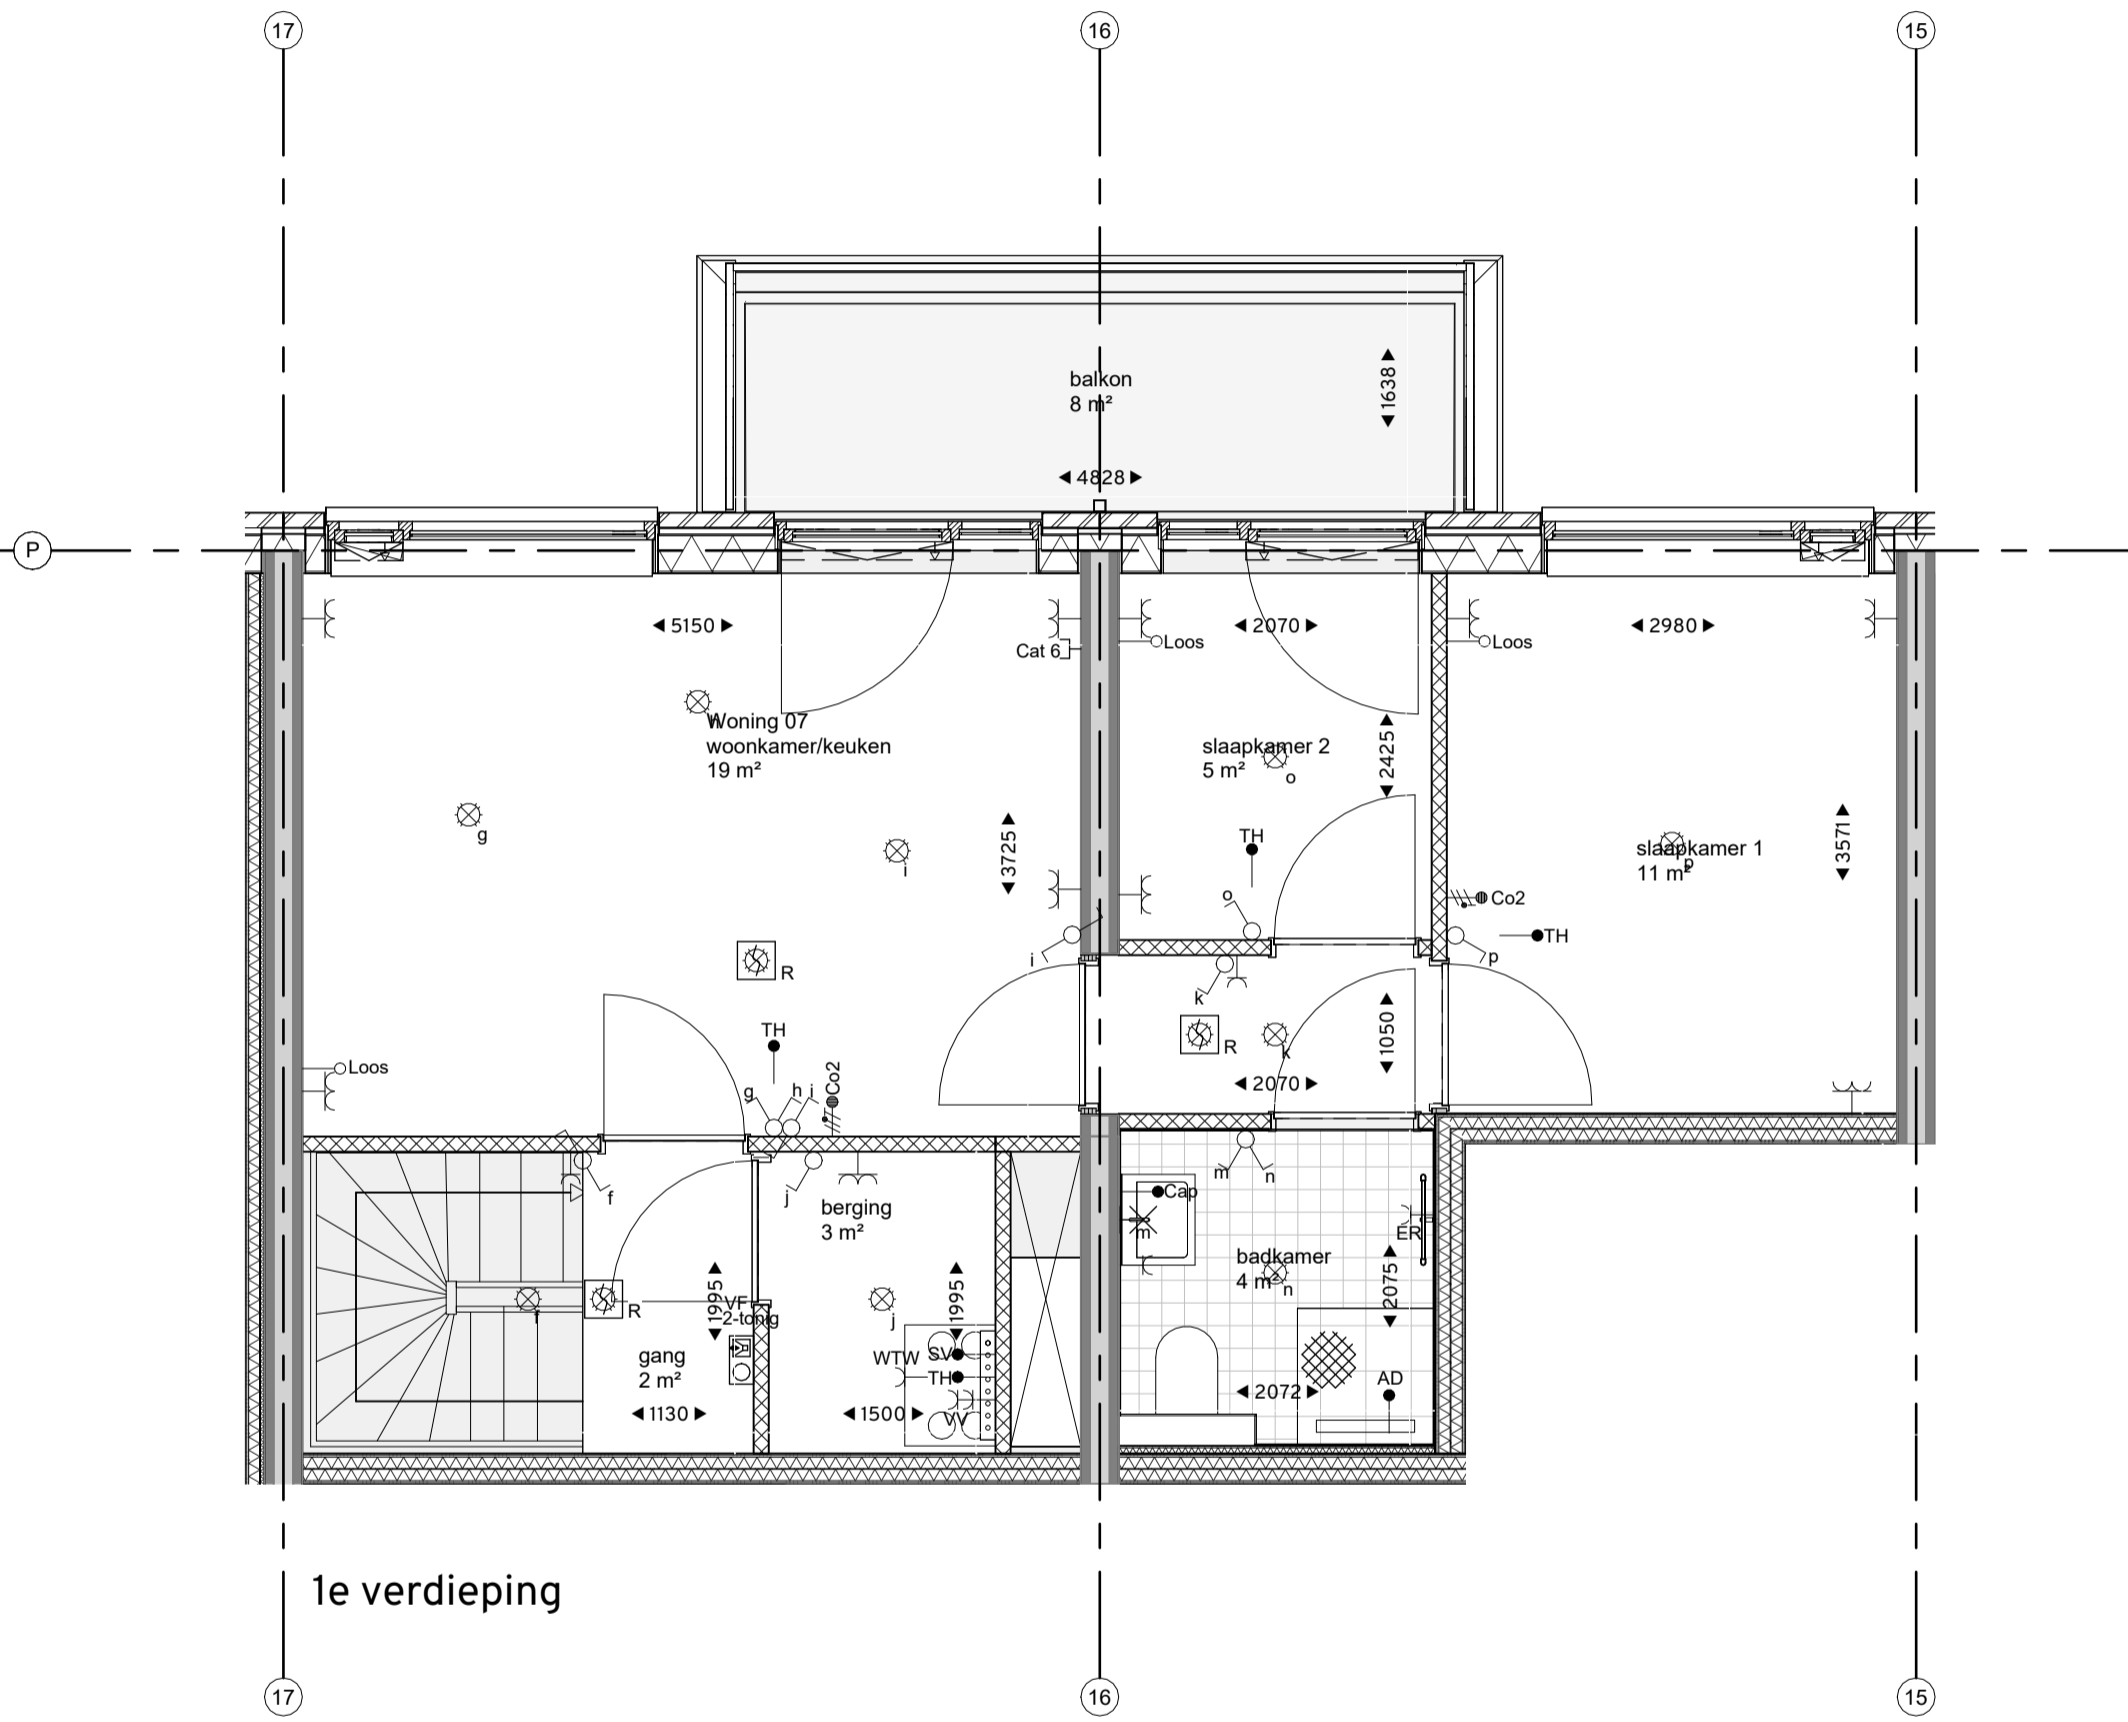 17
16
15
balkon
8 m²
1638
4828
P
5150
2070
2980
Cat 6
Loos
Loos
h
Woning 07
woonkamer/keuken
19 m²
slaapkamer 2
5 m²
o
2425
g
i
3725
TH
o
slaapkamer 1
p
11 m²
3571
Co2
TH
i
p
R
k
TH
R
k
1050
2070
Loos
g
h
i
Co2
f
j
m
n
berging
3 m²
Cap
m
ER
badkamer
4 m²
n
2075
f
R
1995
VF
2-tonig
j
1995
gang
2 m²
WTW
SV
TH
VV
1130
1500
2072
AD
1e verdieping
17
16
15